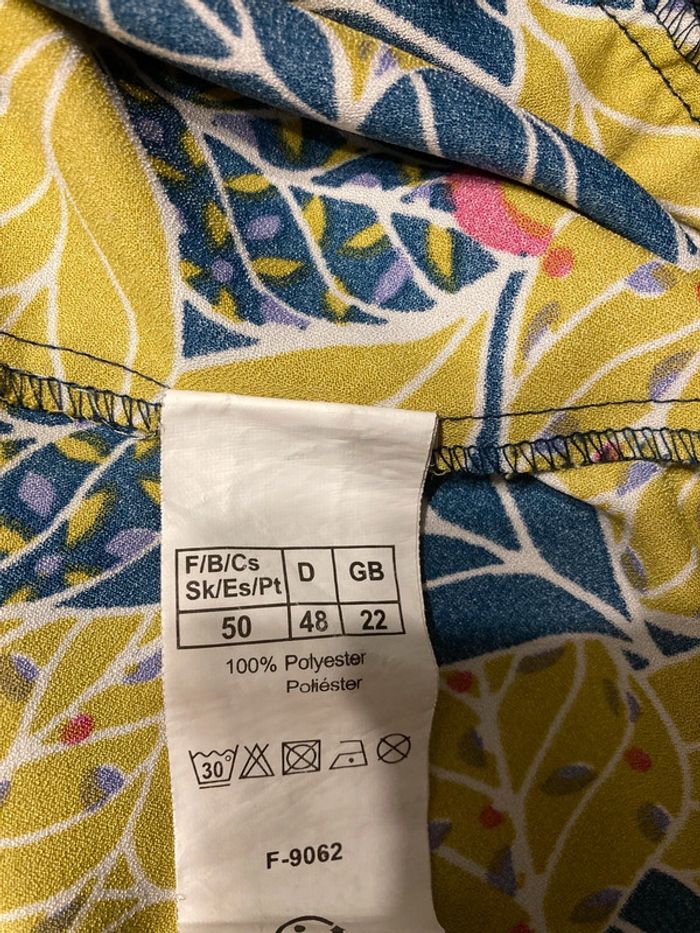 F/B/Cs D GB
Sk/Es/Pt
50 48 22
100% Polyester
Poliéster
30°
F-9062